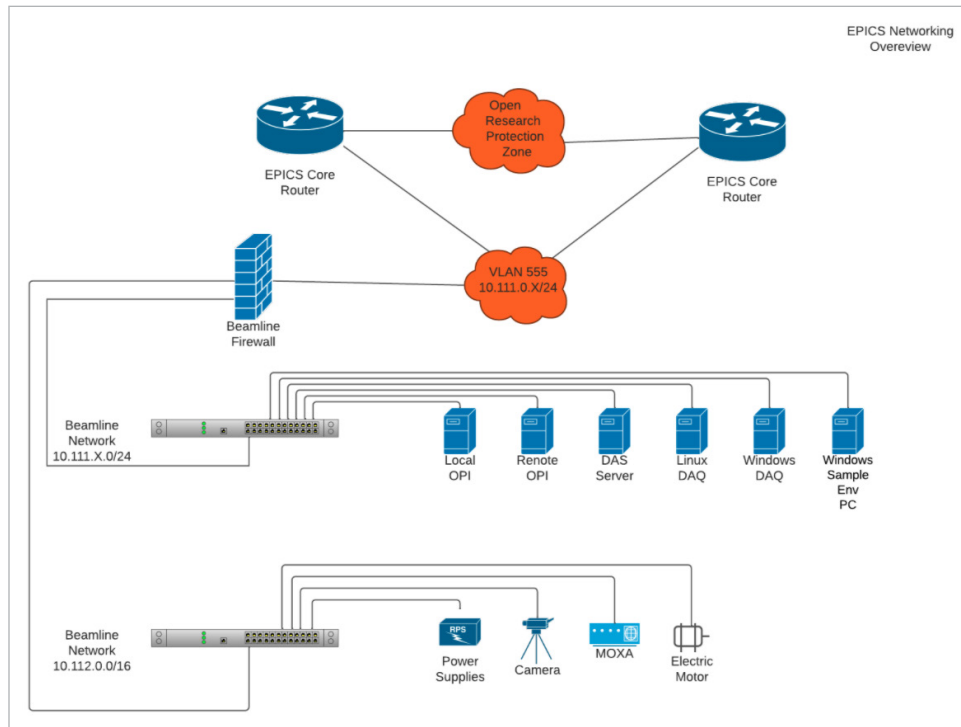 EPICS Networking
Overeview
Open
Research
Protection
Zone
EPICS Core
Router
EPICS Core
Router
VLAN 555
10.111.0.X/24
Beamline
Firewall
Beamline
Network
10.111.X.0/24
Local
OPI
Renote
OPI
DAS
Server
Linux
DAQ
Windows
DAQ
Windows
Sample
Env
PC
Beamline
Network
10.112.0.0/16
RPS
Power
Supplies
Camera
MOXA
Electric
Motor